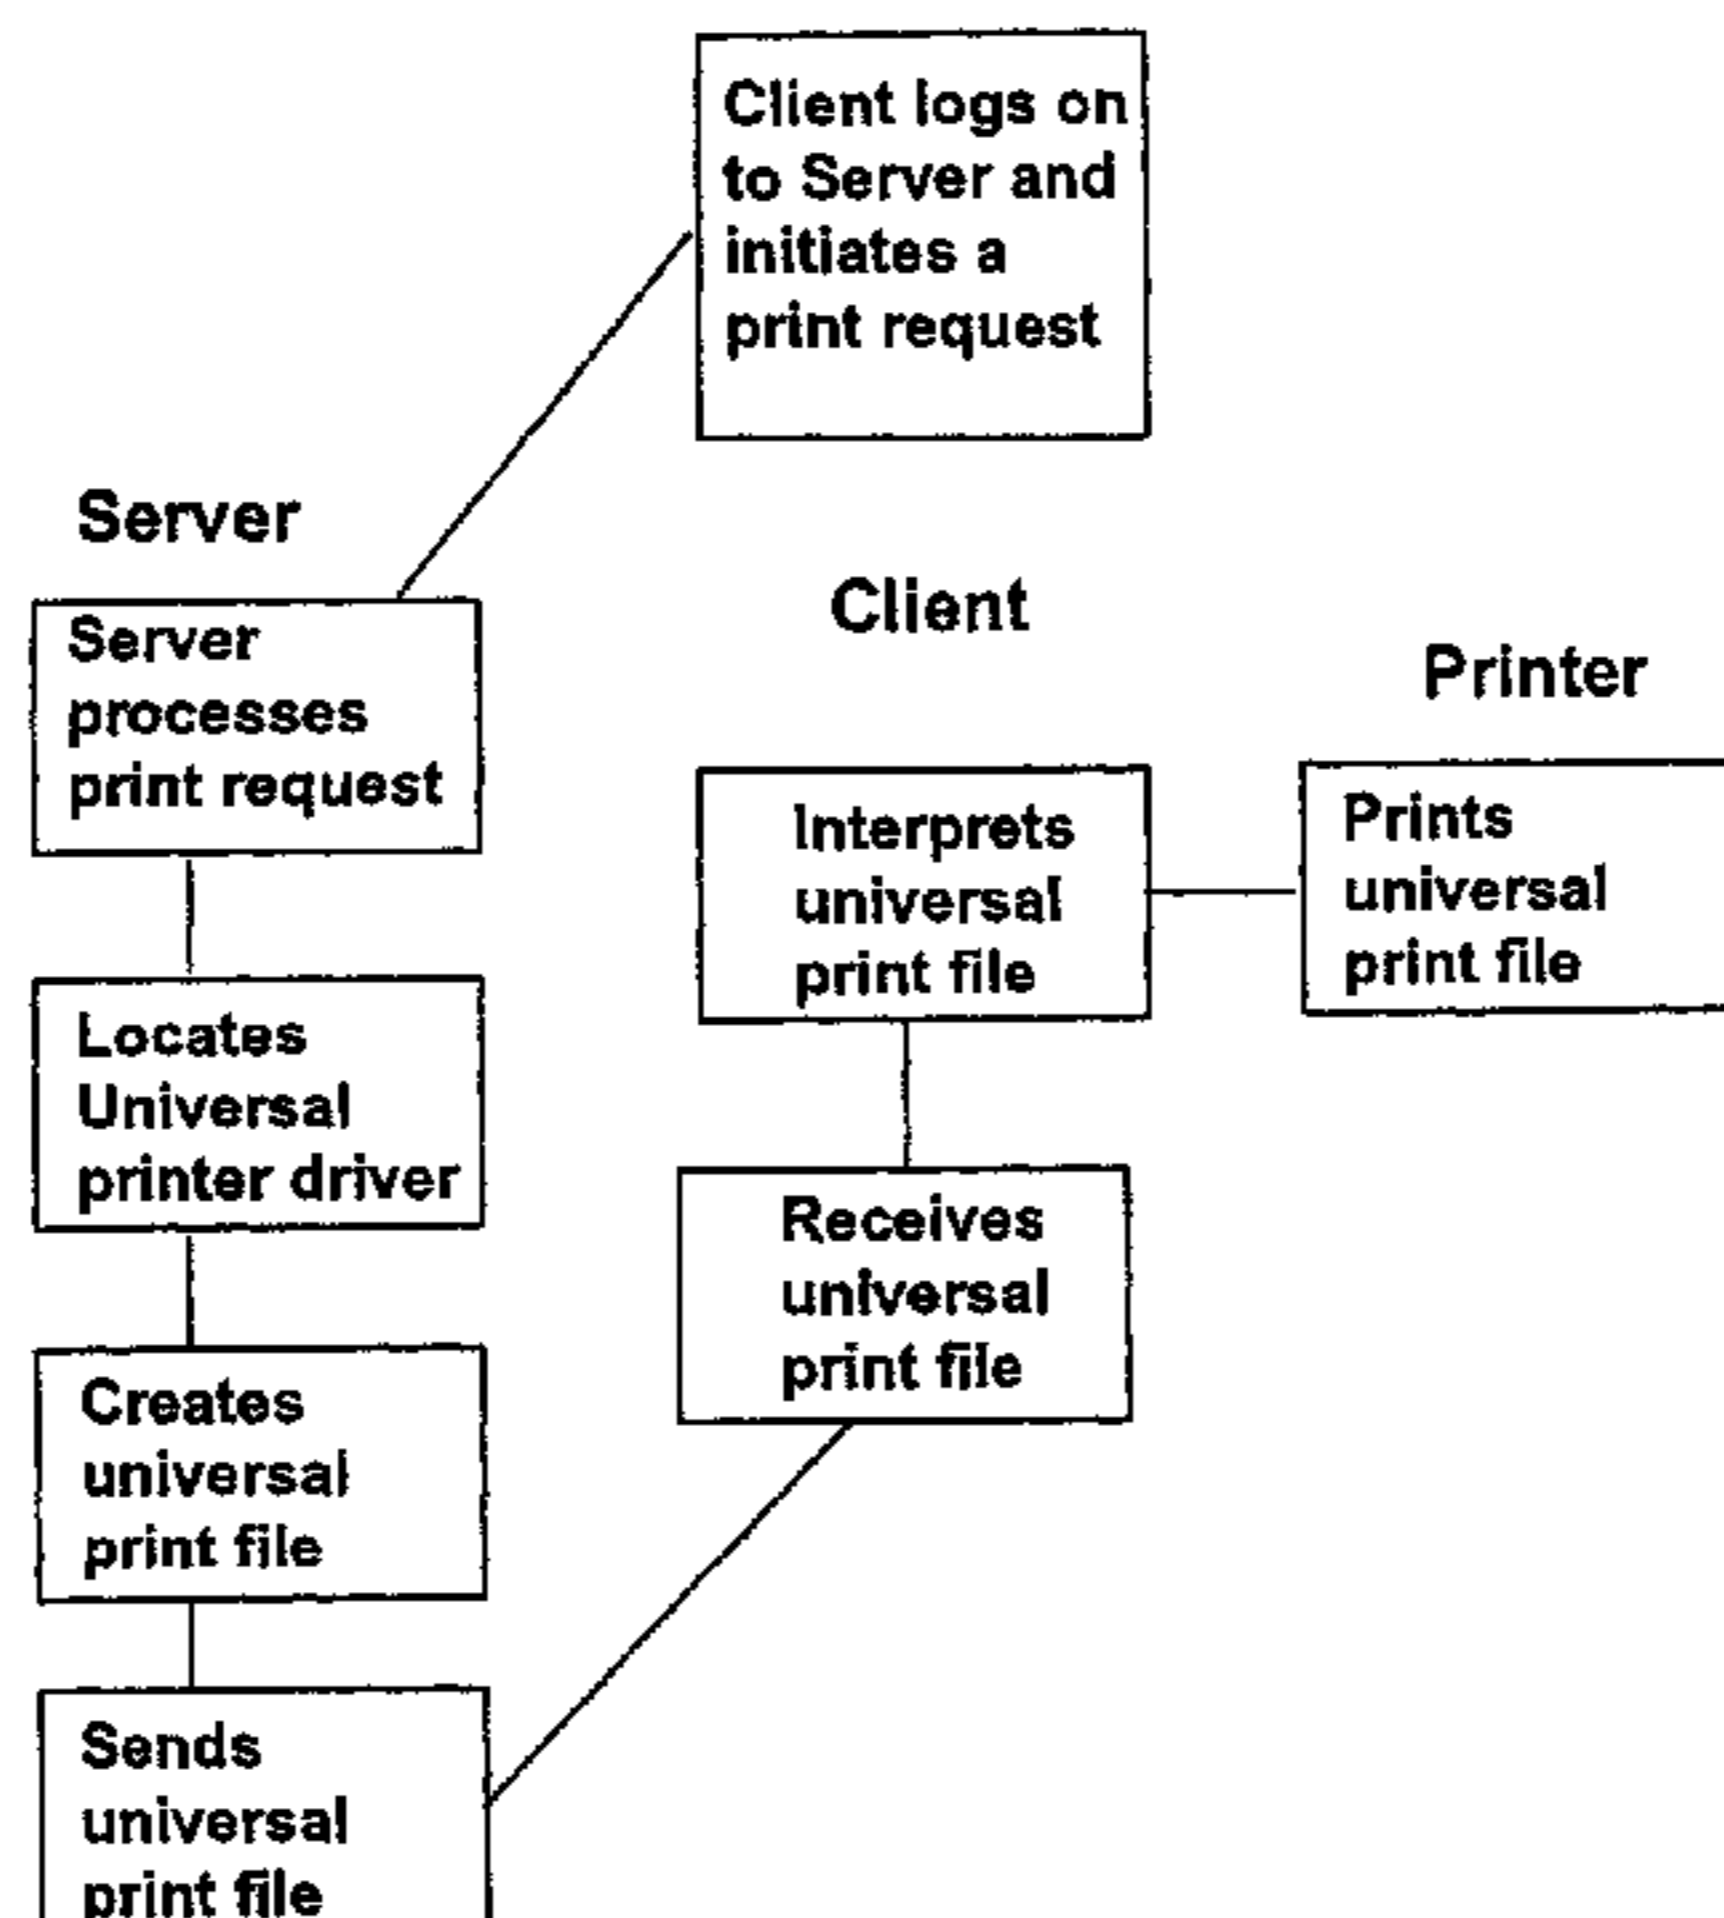 Client logs on
to Server and
initiates a
print request
Server
Server
processes
print request
Locates
Universal
printer driver
Creates
universal
print file
Sends
universal
print file
Client
Interprets
universal
print file
Receives
universal
print file
Printer
Prints
universal
print file